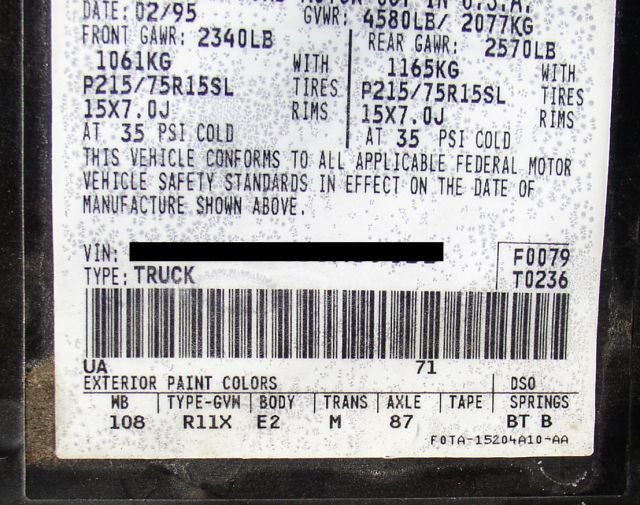 MOTOR CO. IN U.S.A.
DATE: 02/95 GVWR: 4580LB/ 2077KG
FRONT GAWR: 2340LB REAR GAWR: 2570LB
1061KG WITH 1165KG WITH
P215/75R15SL TIRES P215/75R15SL TIRES
15X7.0J RIMS 15X7.0J RIMS
AT 35 PSI COLD AT 35 PSI COLD
THIS VEHICLE CONFORMS TO ALL APPLICABLE FEDERAL MOTOR
VEHICLE SAFETY STANDARDS IN EFFECT ON THE DATE OF
MANUFACTURE SHOWN ABOVE.
VIN: F0079
TYPE: TRUCK T0236
UA 71
EXTERIOR PAINT COLORS DSO
WB TYPE-GVW BODY TRANS AXLE TAPE SPRINGS
108 R11X E2 M 87 BT B
F0TA-15204A10-AA